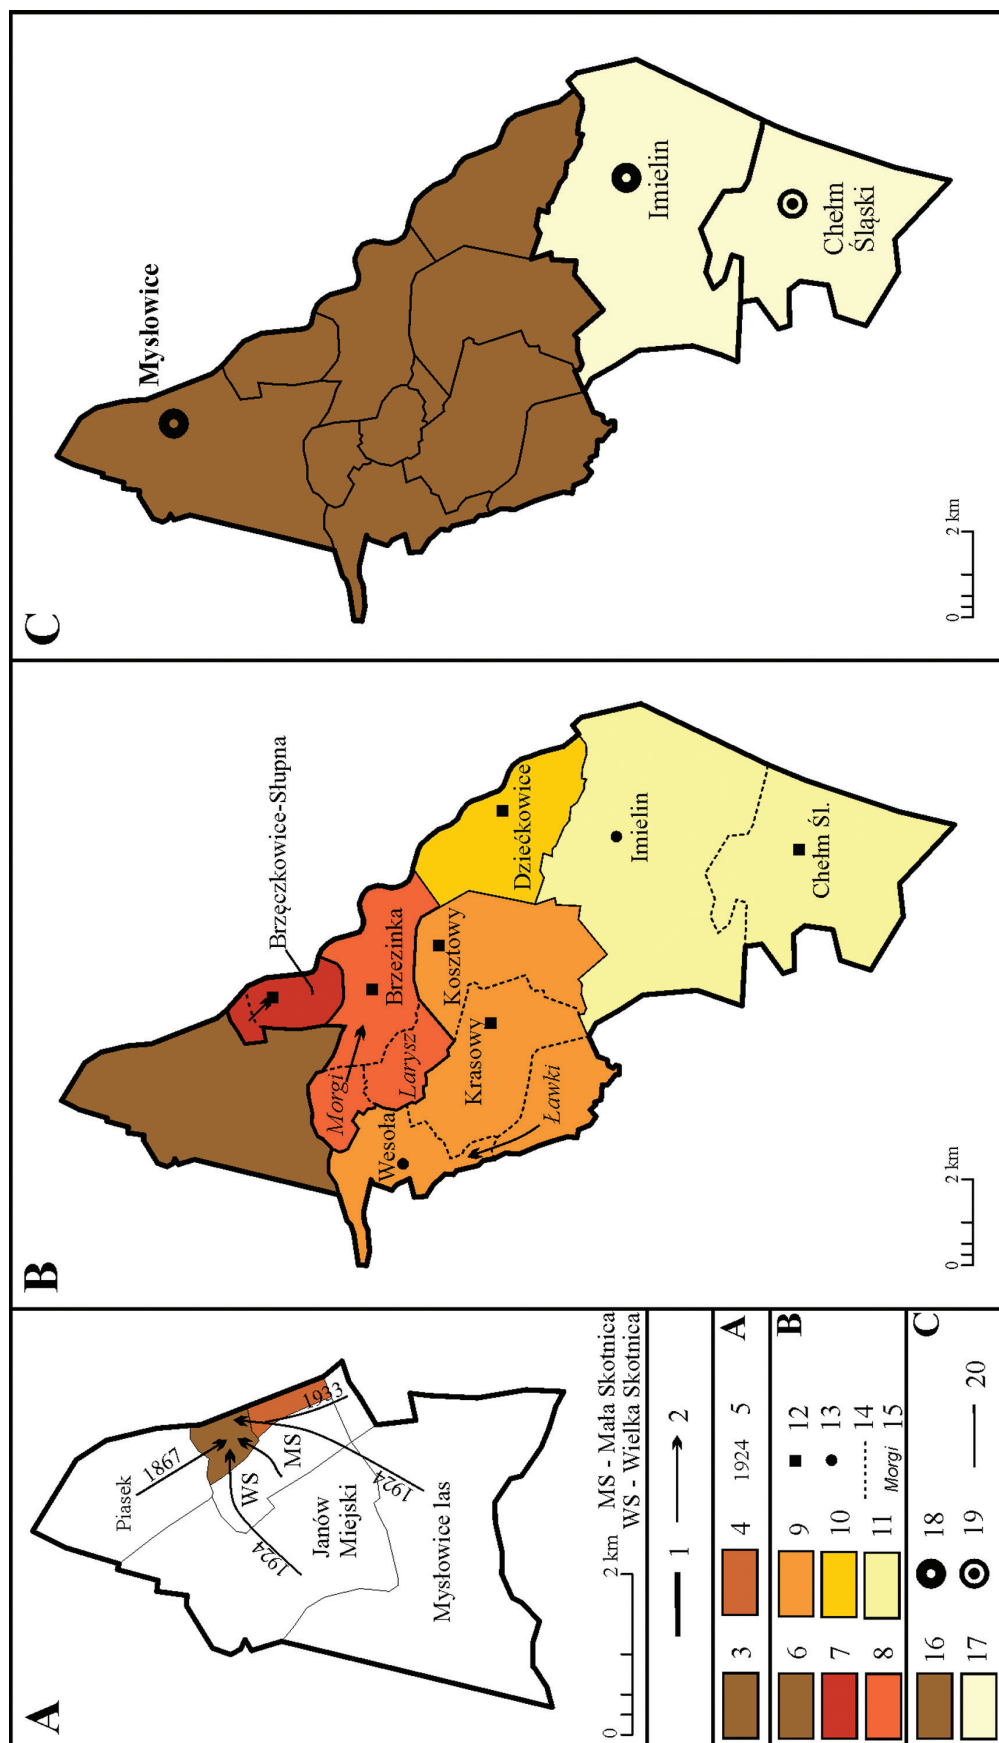 A
Piasek
1867
WS
MS
1933
1924
1924
Janów
Miejski
Mysłowice las
0
2 km
MS - Mała Skotnica
WS - Wielka Skotnica
1
2
3
4
1924
5
A
6
9
12
B
7
10
13
8
11
14
Morgi
15
16
18
C
17
19
20
B
Brzęczkowice-Słupna
Morgi
Larysz
Brzezinka
Wesoła
Krasowy
Kosztowy
Ławki
Dziećkowice
Imielin
Chełm Śl.
0
2 km
C
Mysłowice
Imielin
Chełm
Śląski
0
2 km